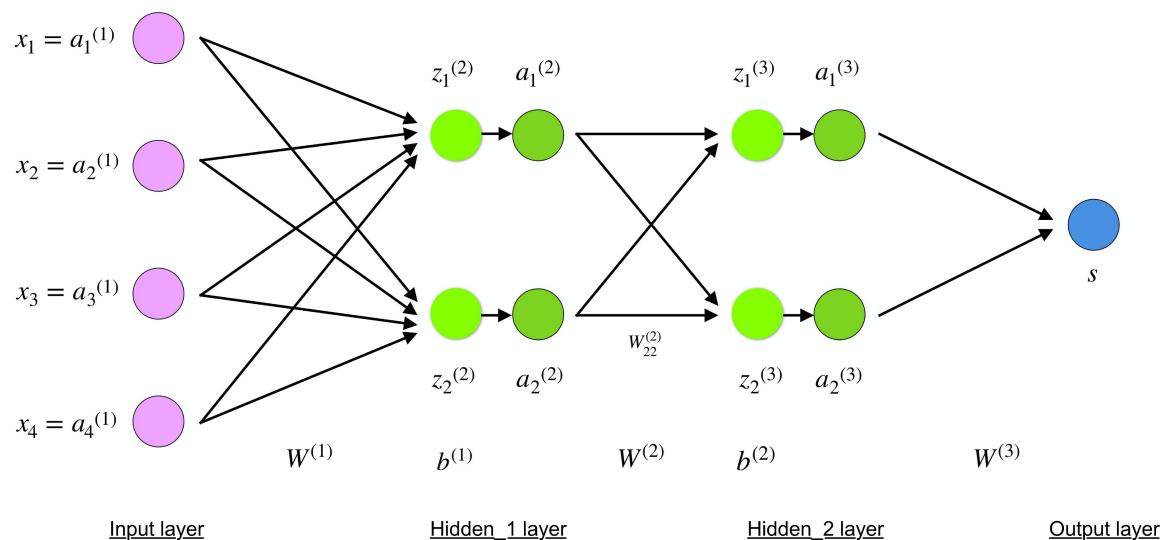 x₁ = a₁⁽¹⁾
z₁⁽²⁾ a₁⁽²⁾ z₁⁽³⁾ a₁⁽³⁾
x₂ = a₂⁽¹⁾
s
x₃ = a₃⁽¹⁾
W₂₂⁽²⁾
z₂⁽²⁾ a₂⁽²⁾ z₂⁽³⁾ a₂⁽³⁾
x₄ = a₄⁽¹⁾
W⁽¹⁾ b⁽¹⁾ W⁽²⁾ b⁽²⁾ W⁽³⁾
Input layer Hidden_1 layer Hidden_2 layer Output layer